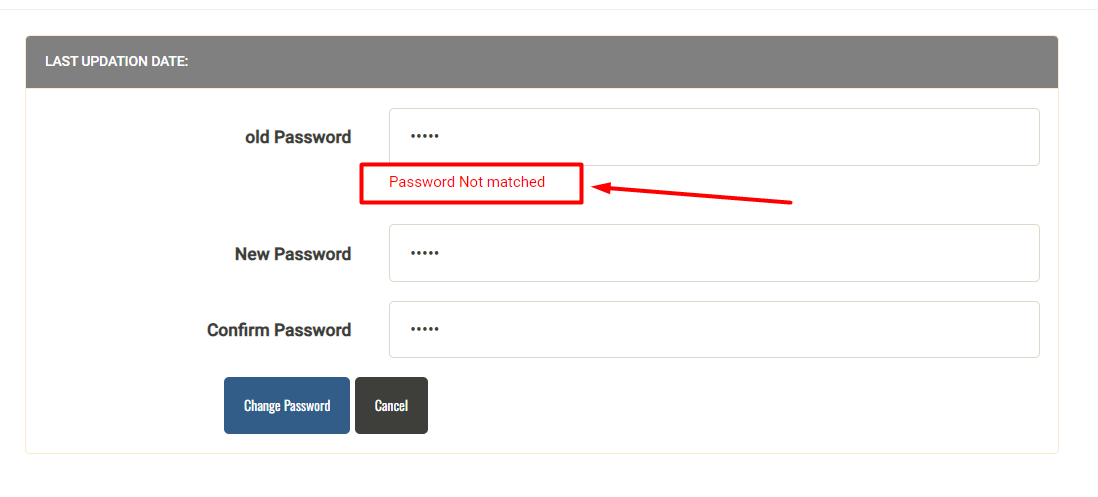 LAST UPDATION DATE:
old Password
•••••
Password Not matched
New Password
•••••
Confirm Password
•••••
Change Password Cancel